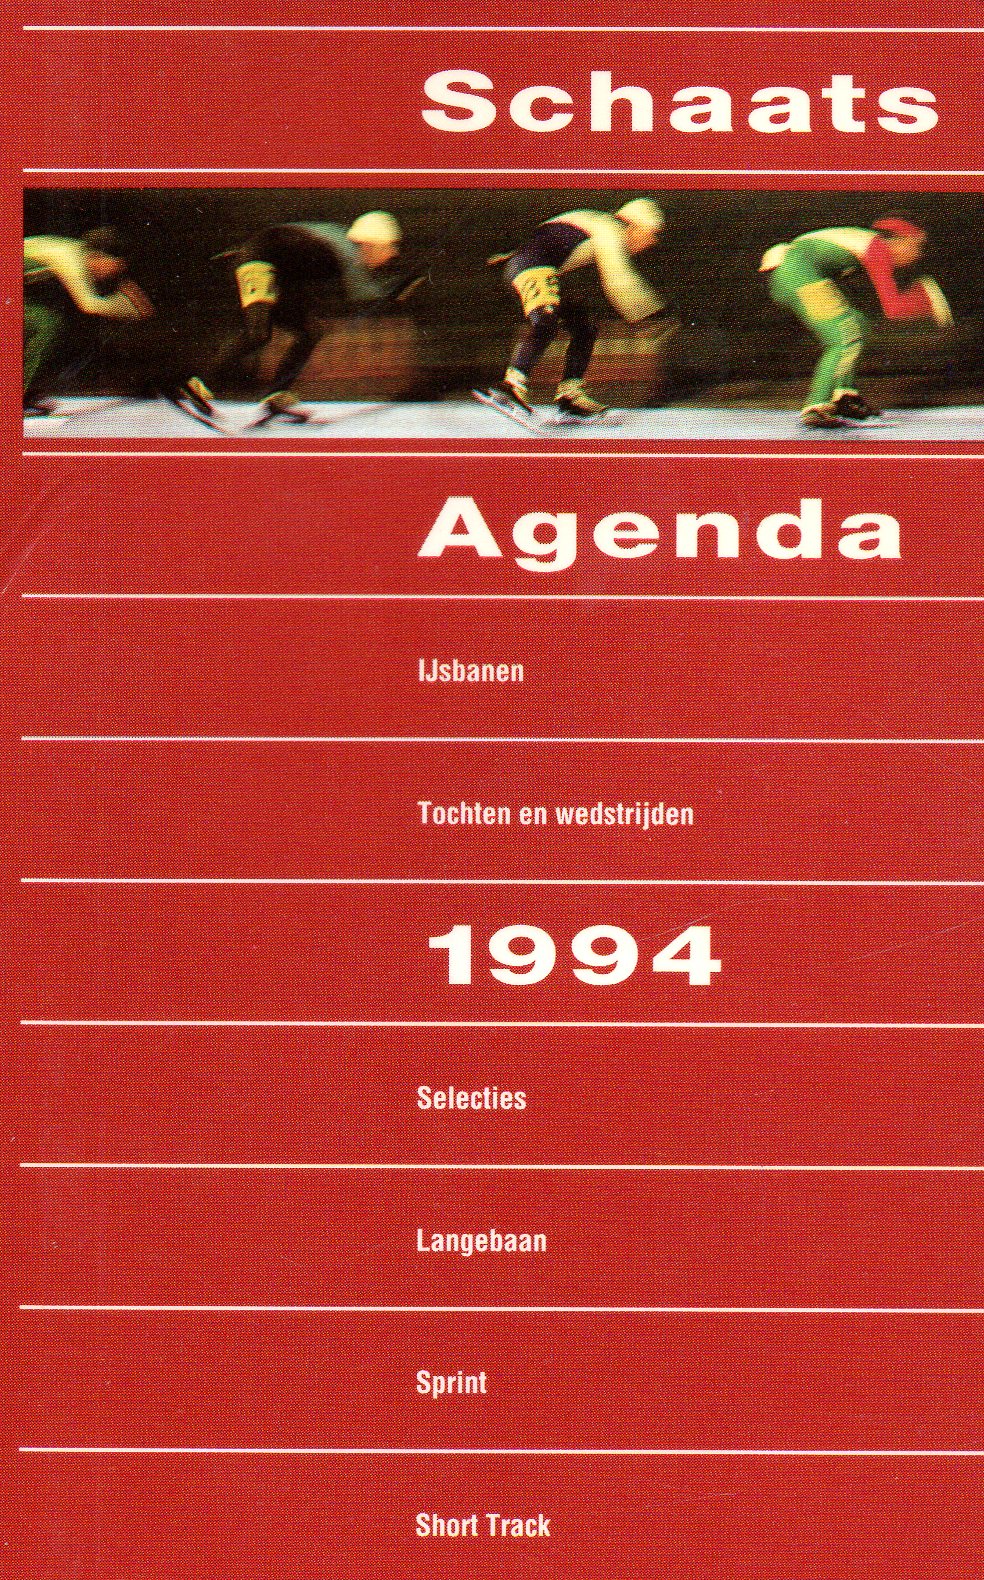 Schaats
Agenda
IJsbanen
Tochten en wedstrijden
1994
Selecties
Langebaan
Sprint
Short Track